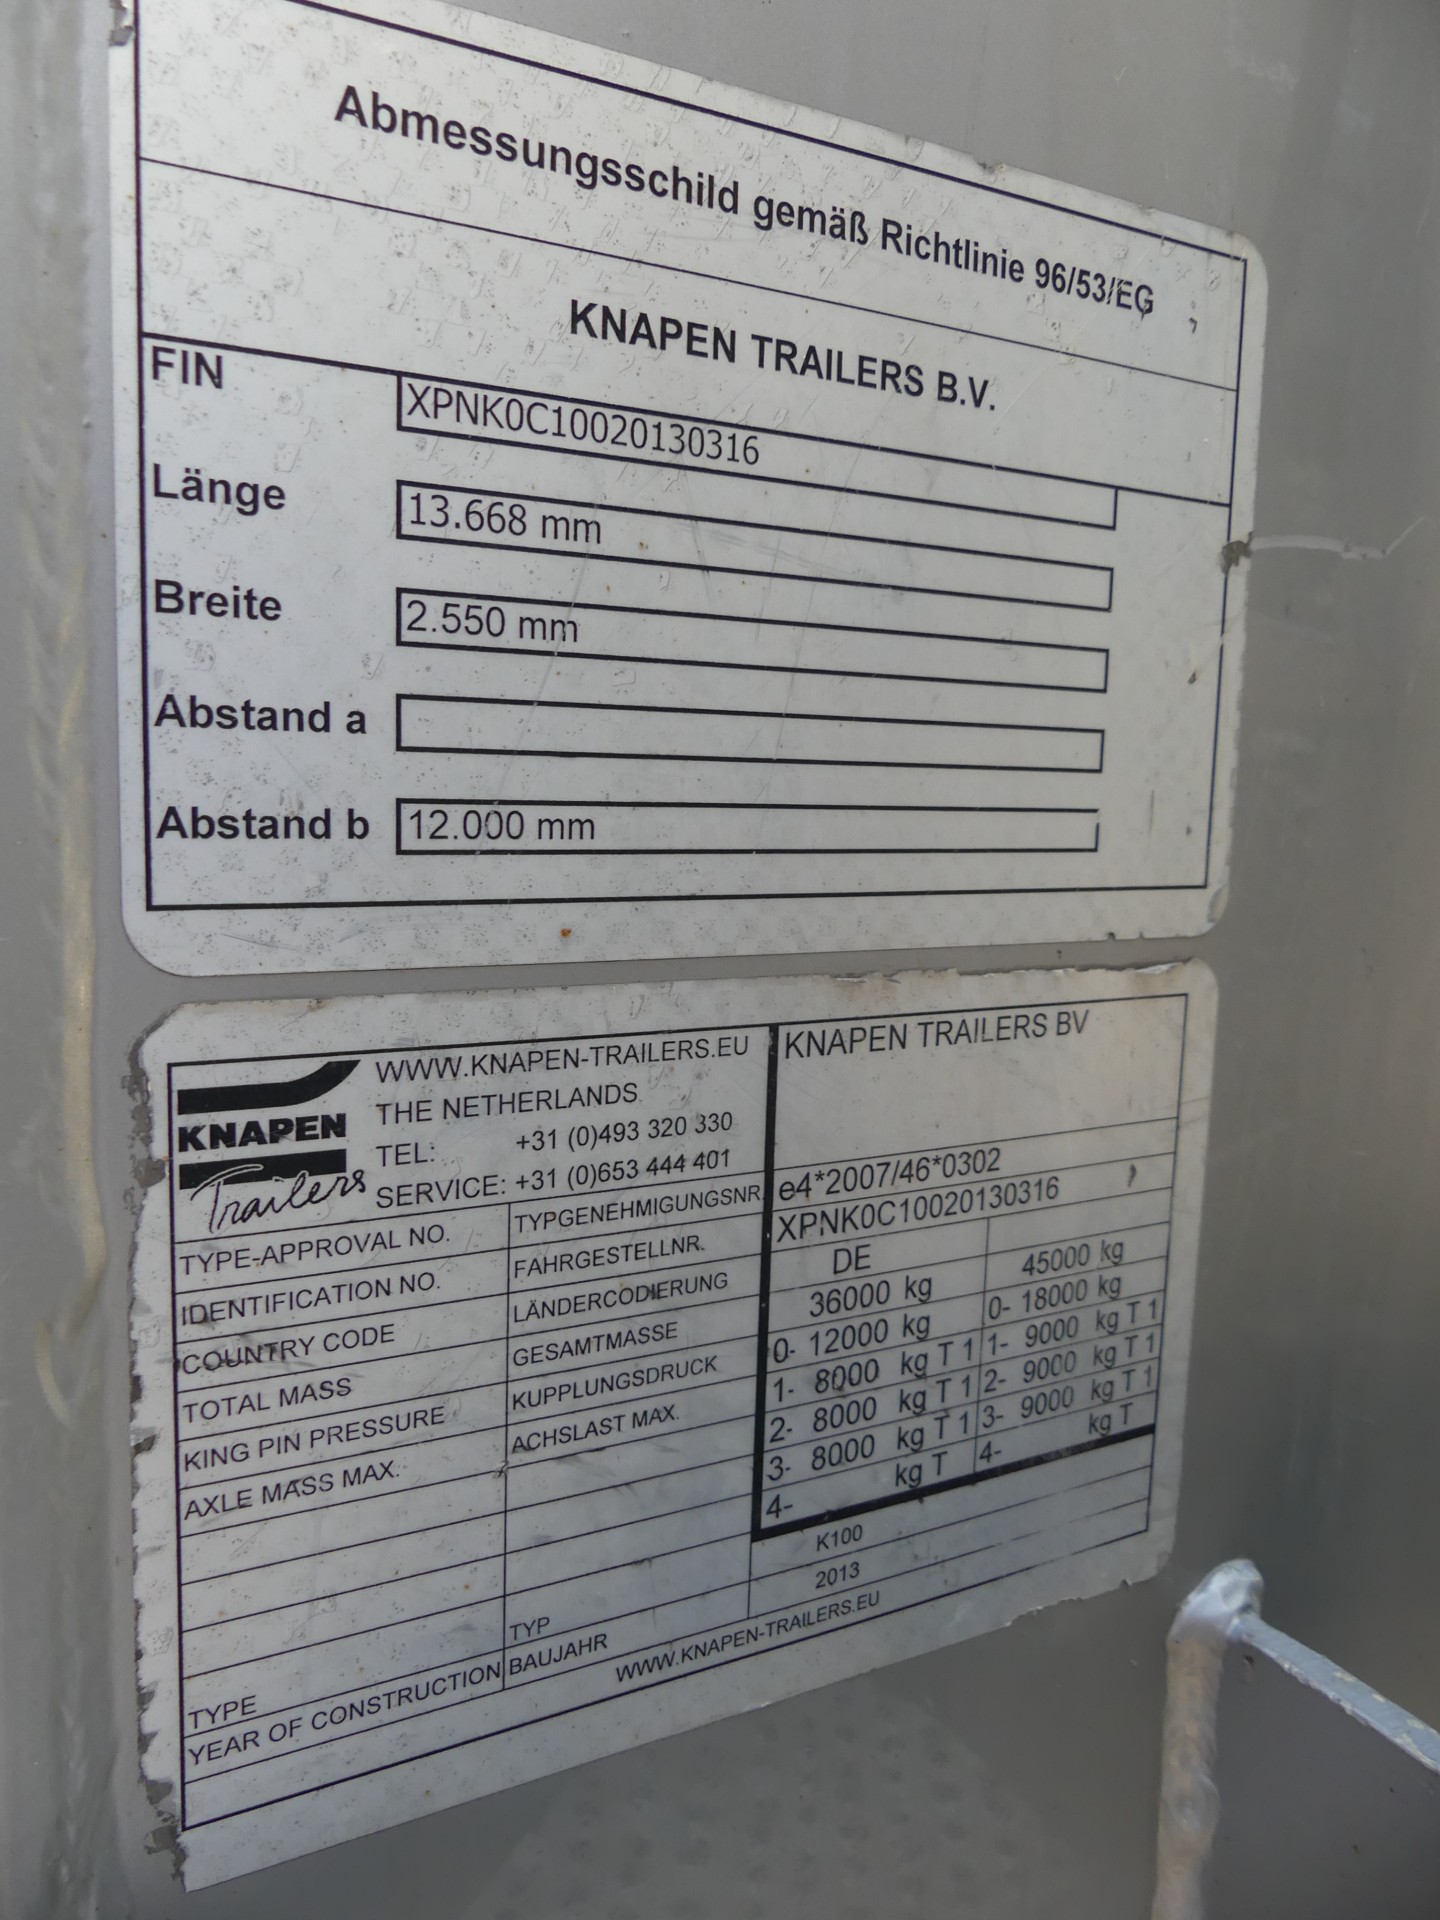 Abmessungsschild gemäß Richtlinie 96/53/EG
KNAPEN TRAILERS B.V.
FIN XPNK0C10020130316
Länge 13.668 mm
Breite 2.550 mm
Abstand a
Abstand b 12.000 mm
KNAPEN
Trailers
WWW.KNAPEN-TRAILERS.EU
THE NETHERLANDS
TEL: +31 (0)493 320 330
SERVICE: +31 (0)653 444 401
KNAPEN TRAILERS BV
TYPE-APPROVAL NO. TYPGENEHMIGUNGSNR. e4*2007/46*0302
IDENTIFICATION NO. FAHRGESTELLNR. XPNK0C10020130316
COUNTRY CODE LÄNDERCODIERUNG DE
TOTAL MASS GESAMTMASSE 36000 kg 45000 kg
KING PIN PRESSURE KUPPLUNGSDRUCK 0- 12000 kg 0- 18000 kg
AXLE MASS MAX. ACHSLAST MAX. 1- 8000 kg T 1 1- 9000 kg T 1
2- 8000 kg T 1 2- 9000 kg T 1
3- 8000 kg T 1 3- 9000 kg T 1
4- kg T 4- kg T
TYPE TYP K100
YEAR OF CONSTRUCTION BAUJAHR 2013
WWW.KNAPEN-TRAILERS.EU